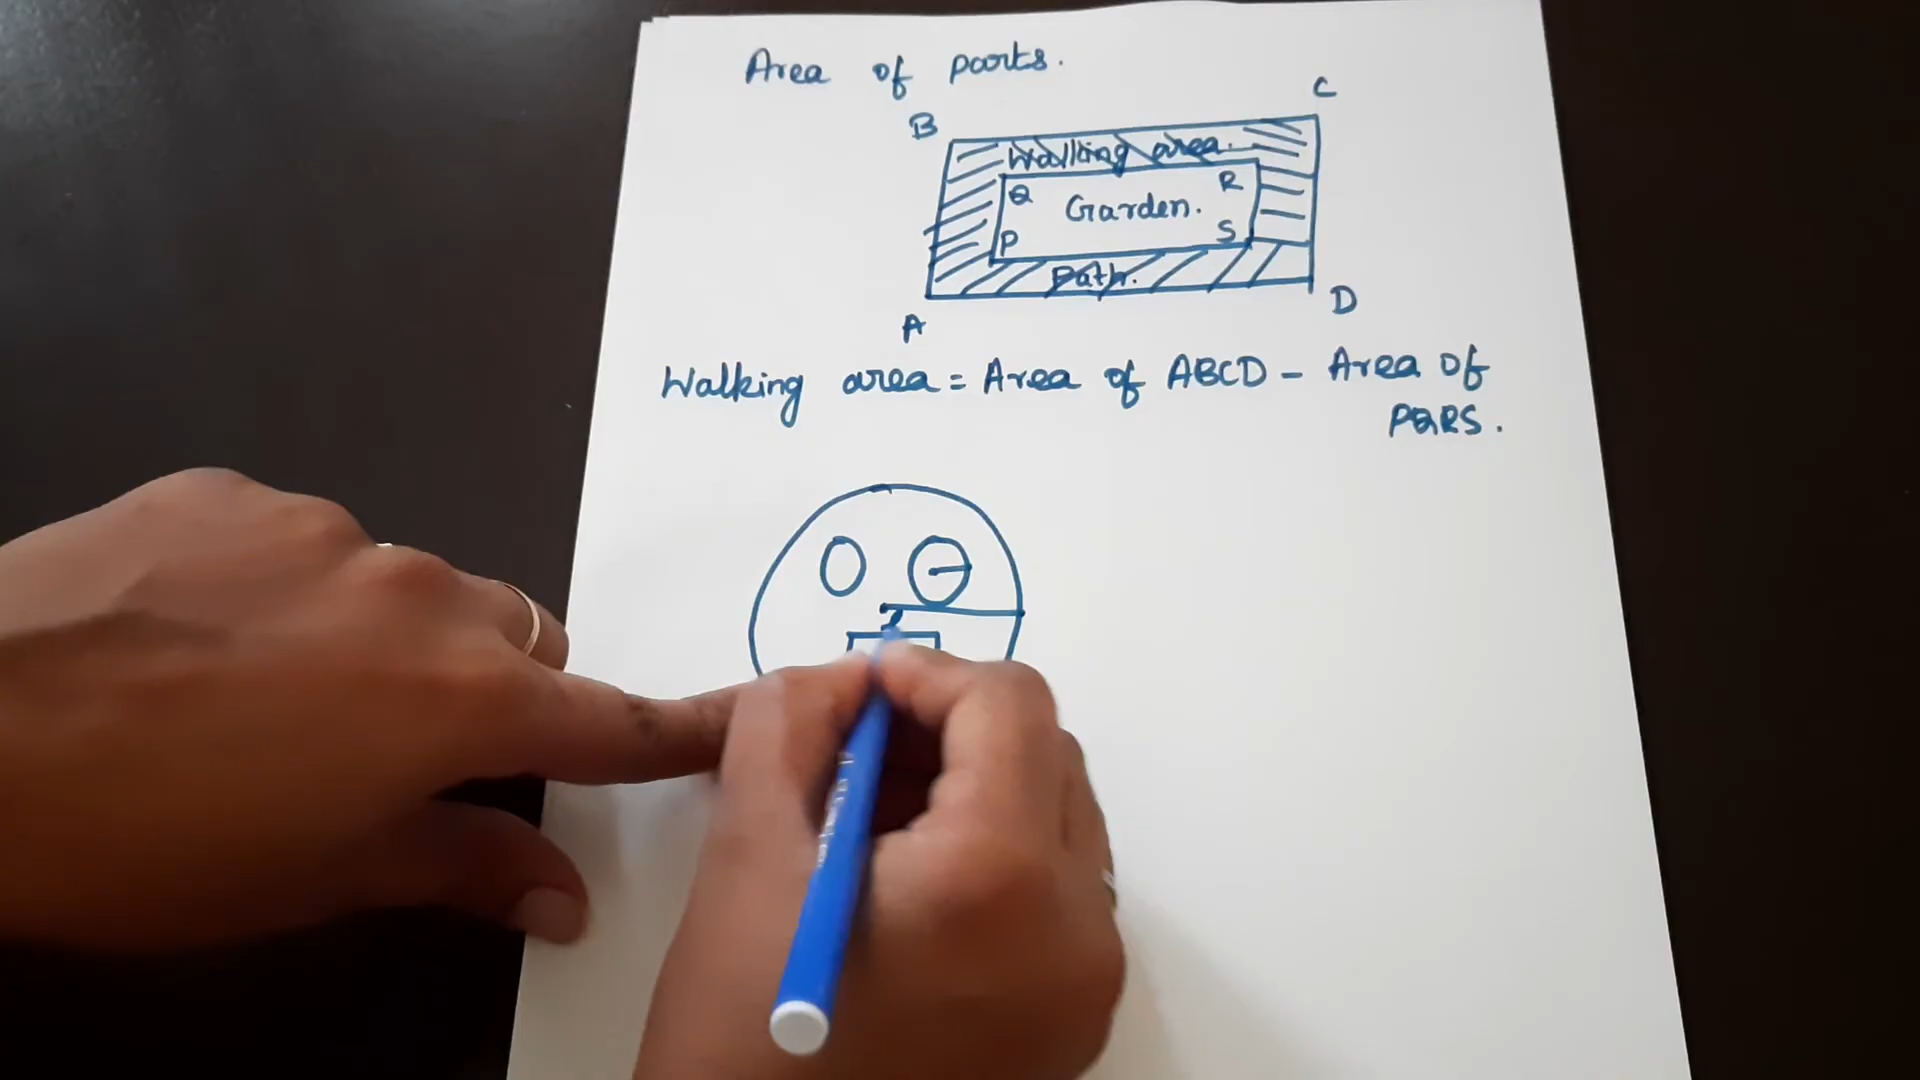 Area of parts.
B
C
Walking area.
Q
R
Garden.
P
S
Path.
A
D
Walking area = Area of ABCD - Area of
PQRS.